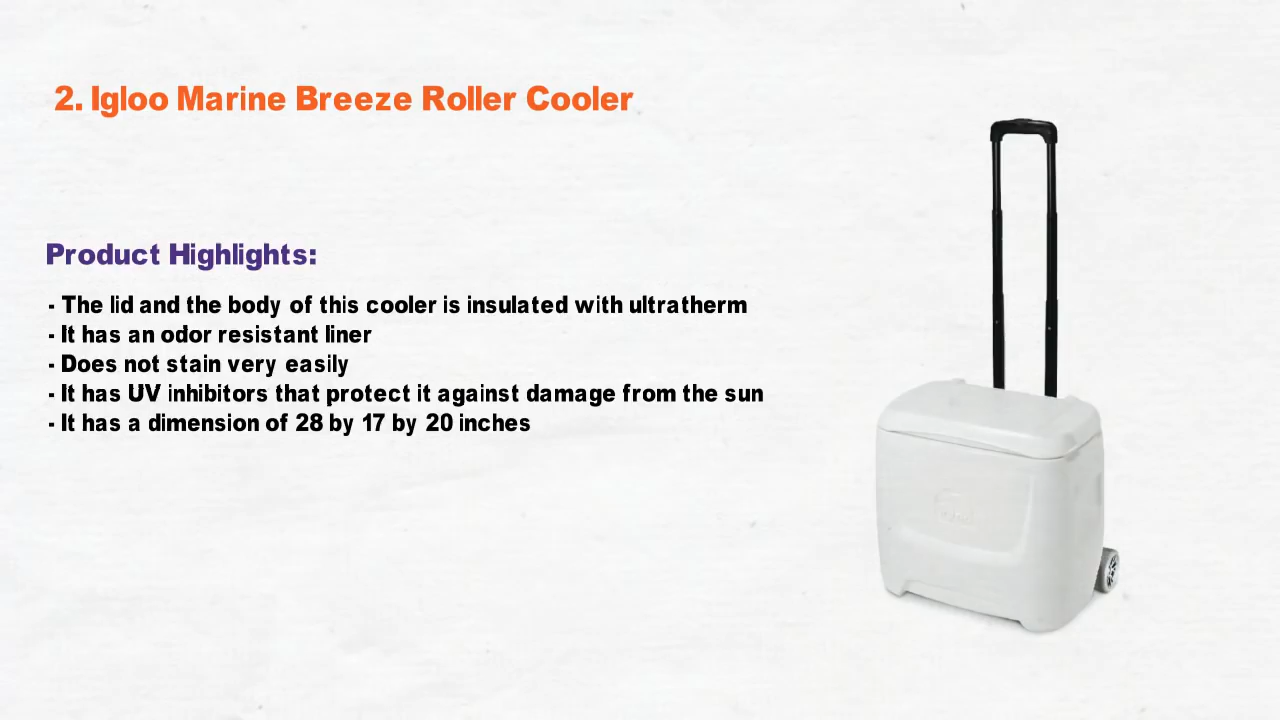 2. Igloo Marine Breeze Roller Cooler
Product Highlights:
- The lid and the body of this cooler is insulated with ultratherm
- It has an odor resistant liner
- Does not stain very easily
- It has UV inhibitors that protect it against damage from the sun
- It has a dimension of 28 by 17 by 20 inches